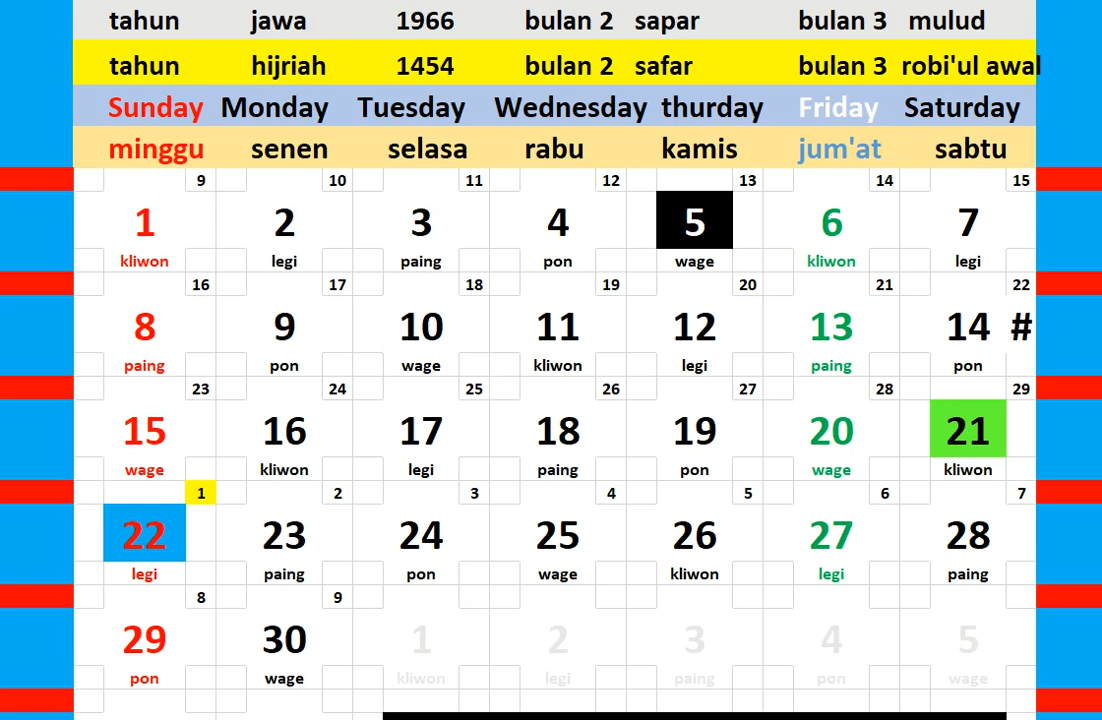 tahun jawa 1966 bulan 2 sapar bulan 3 mulud
tahun hijriah 1454 bulan 2 safar bulan 3 robi'ul awal
Sunday Monday Tuesday Wednesday thurday Friday Saturday
minggu senen selasa rabu kamis jum'at sabtu
9 10 11 12 13 14 15
1 2 3 4 5 6 7
kliwon legi paing pon wage kliwon legi
16 17 18 19 20 21 22
8 9 10 11 12 13 14 #
paing pon wage kliwon legi paing pon
23 24 25 26 27 28 29
15 16 17 18 19 20 21
wage kliwon legi paing pon wage kliwon
1 2 3 4 5 6 7
22 23 24 25 26 27 28
legi paing pon wage kliwon legi paing
8 9
29 30 1 2 3 4 5
pon wage kliwon legi paing pon wage